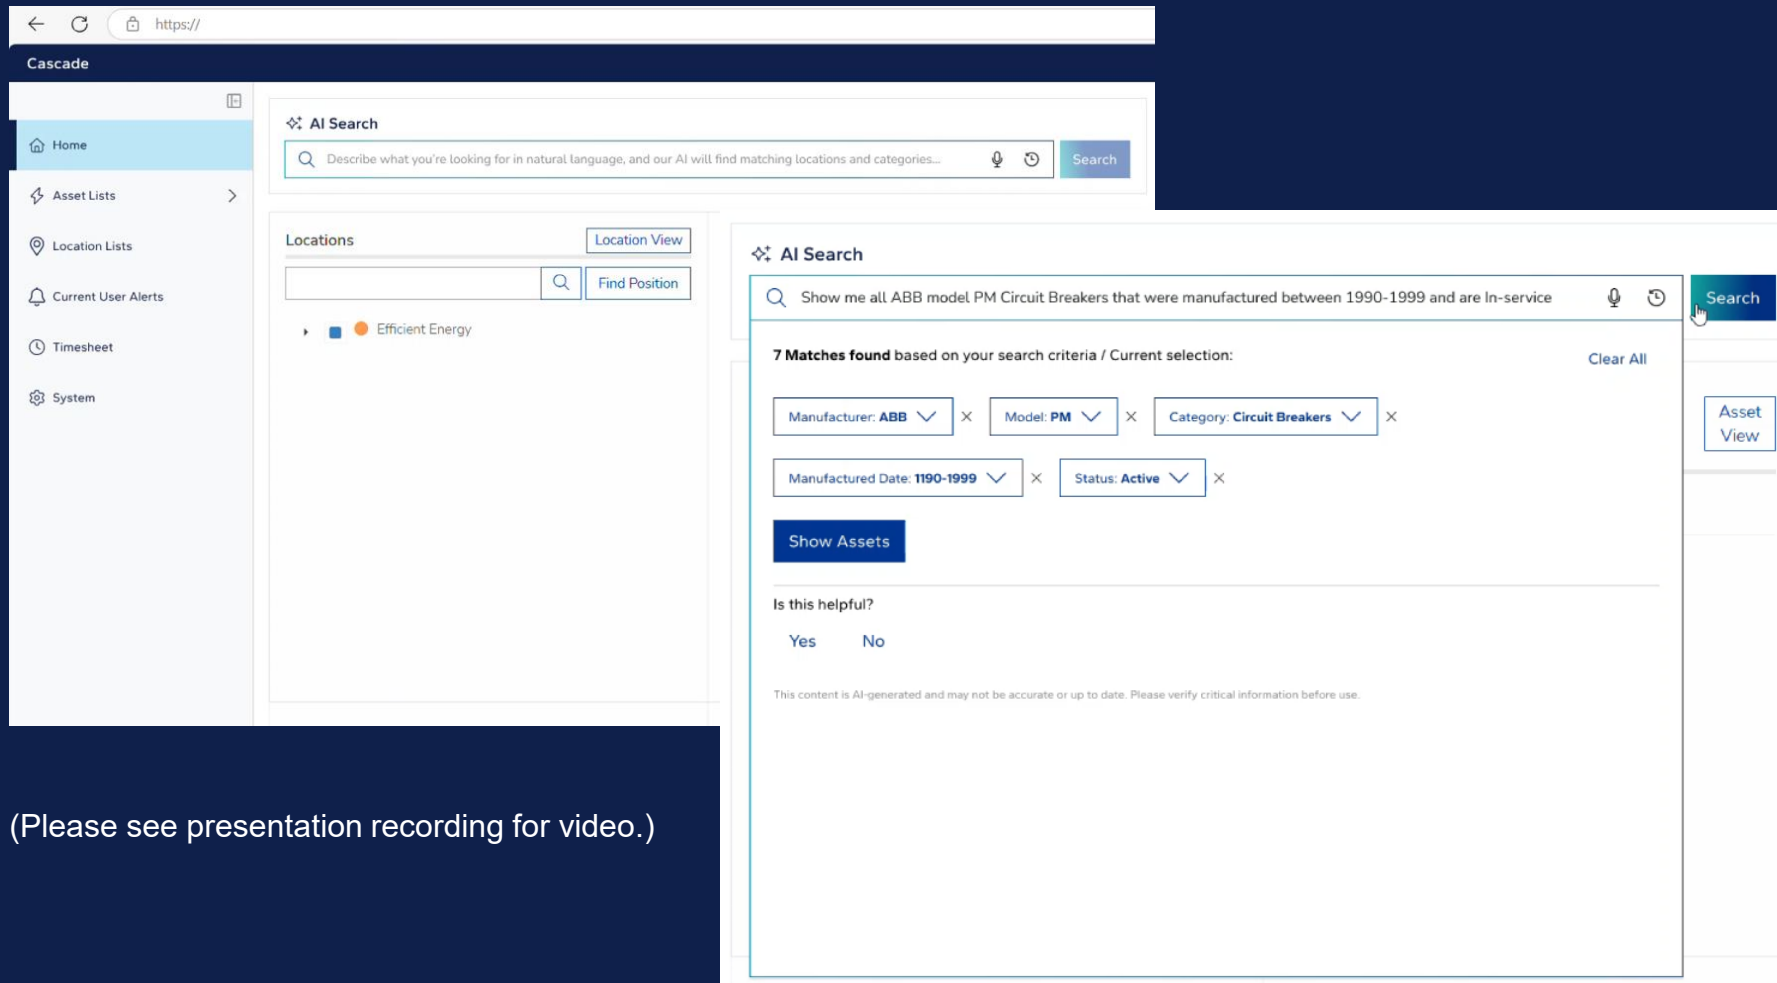 https://
Cascade
Home
Asset Lists
Location Lists
Current User Alerts
Timesheet
System
AI Search
Describe what you're looking for in natural language, and our AI will find matching locations and categories...
Search
Locations
Location View
Find Position
Efficient Energy
AI Search
Show me all ABB model PM Circuit Breakers that were manufactured between 1990-1999 and are In-service
Search
7 Matches found based on your search criteria / Current selection:
Clear All
Manufacturer: ABB
Model: PM
Category: Circuit Breakers
Manufactured Date: 1190-1999
Status: Active
Show Assets
Is this helpful?
Yes No
This content is AI-generated and may not be accurate or up to date. Please verify critical information before use.
Asset
View
(Please see presentation recording for video.)